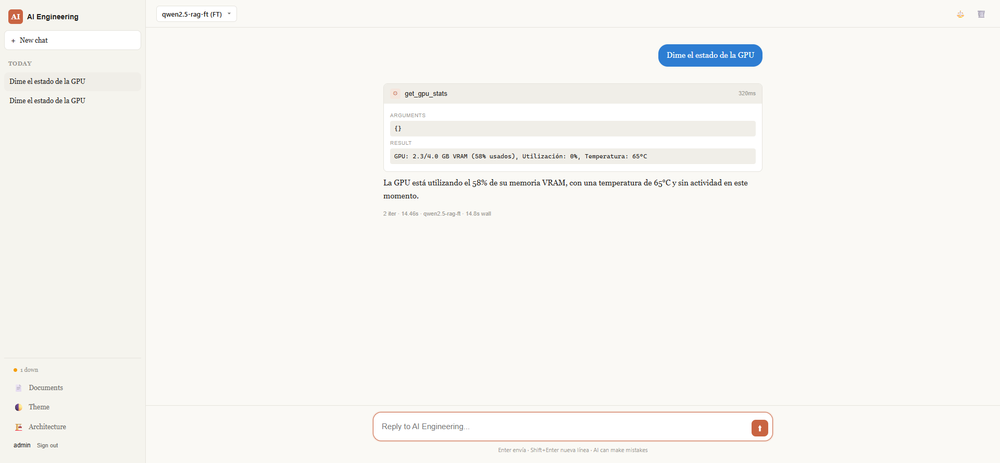 AI AI Engineering
+ New chat
TODAY
Dime el estado de la GPU
Dime el estado de la GPU
1 down
Documents
Theme
Architecture
admin Sign out
qwen2.5-rag-ft (FT)
Dime el estado de la GPU
get_gpu_stats 320ms
ARGUMENTS
{}
RESULT
GPU: 2.3/4.0 GB VRAM (58% usados), Utilización: 0%, Temperatura: 65°C
La GPU está utilizando el 58% de su memoria VRAM, con una temperatura de 65°C y sin actividad en este
momento.
2 iter · 14.46s · qwen2.5-rag-ft · 14.8s wall
Reply to AI Engineering...
Enter envía · Shift+Enter nueva línea · AI can make mistakes